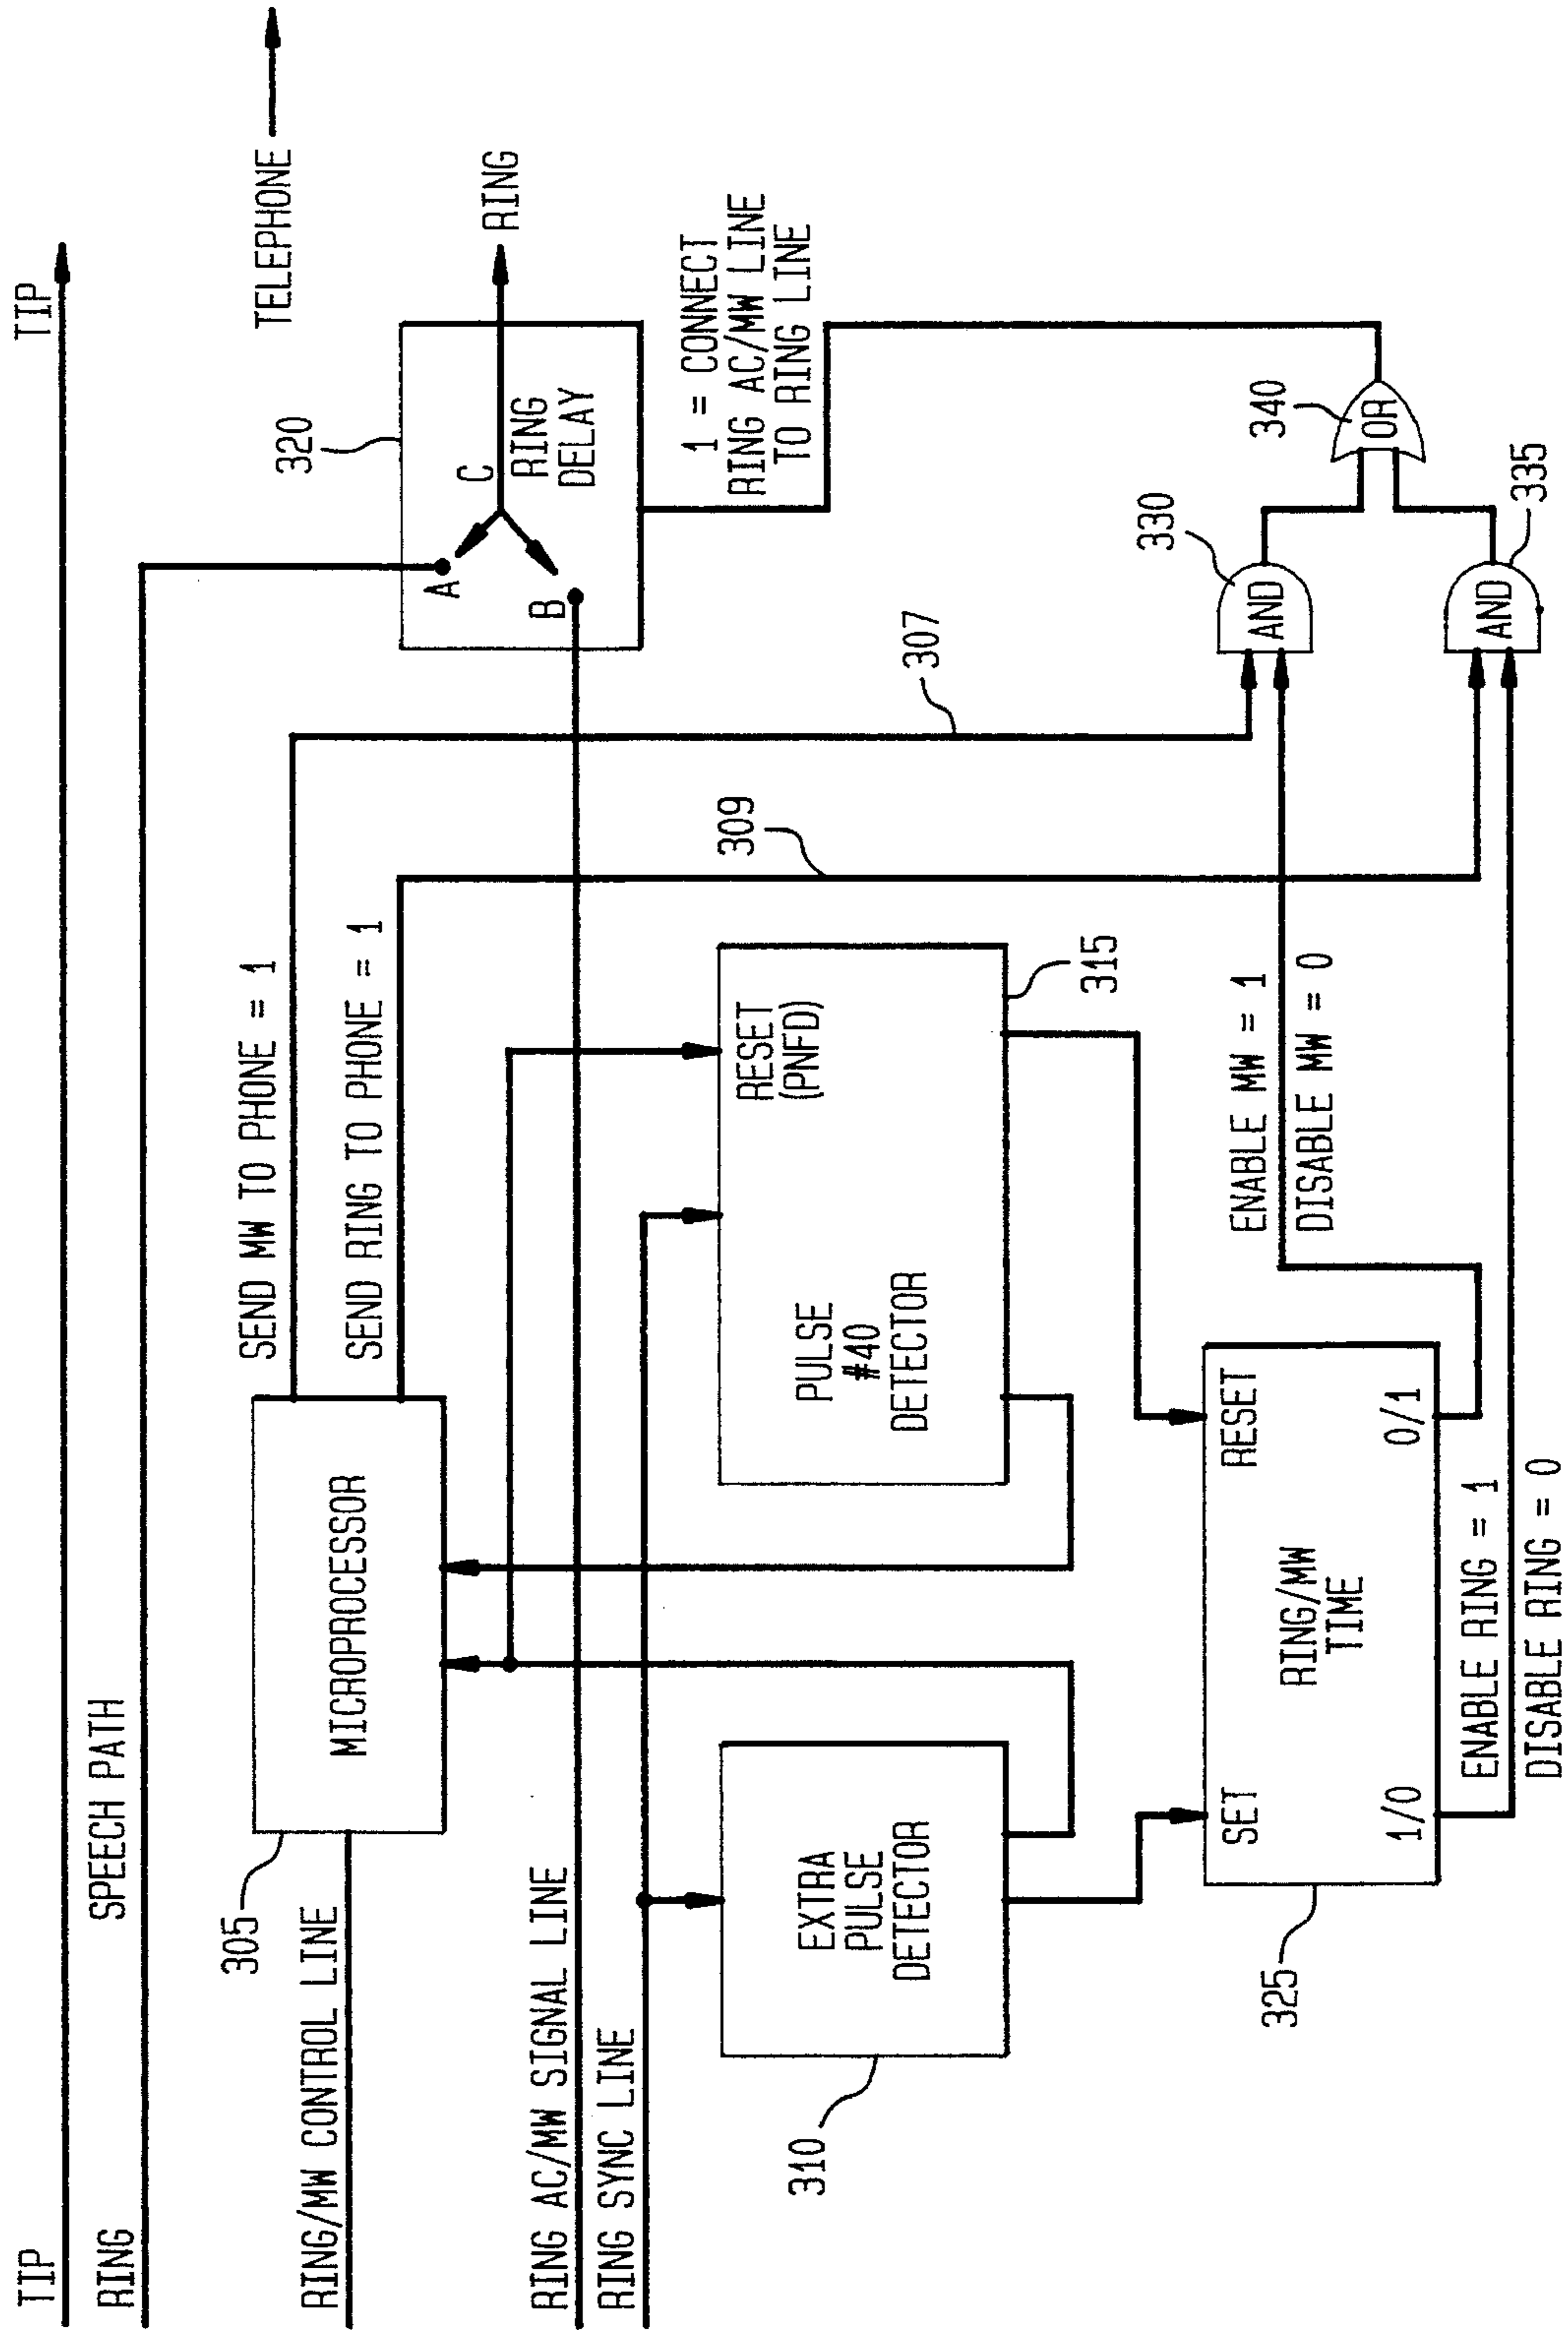 TIP
TIP
RING
SPEECH PATH
TELEPHONE
RING/MW CONTROL LINE
305
MICROPROCESSOR
SEND MW TO PHONE = 1
SEND RING TO PHONE = 1
320
A
B
C
RING
DELAY
RING
RING AC/MW SIGNAL LINE
RING SYNC LINE
310
EXTRA
PULSE
DETECTOR
PULSE
#40
DETECTOR
RESET
(PNFD)
315
309
307
1 = CONNECT
RING AC/MW LINE
TO RING LINE
325
SET
RESET
RING/MW
TIME
1/0
0/1
ENABLE MW = 1
DISABLE MW = 0
ENABLE RING = 1
DISABLE RING = 0
330
AND
335
AND
340
OR